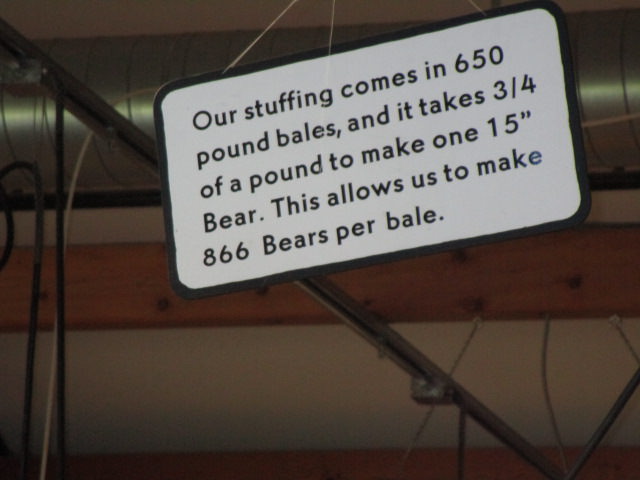 Our stuffing comes in 650
pound bales, and it takes 3/4
of a pound to make one 15”
Bear. This allows us to make
866 Bears per bale.